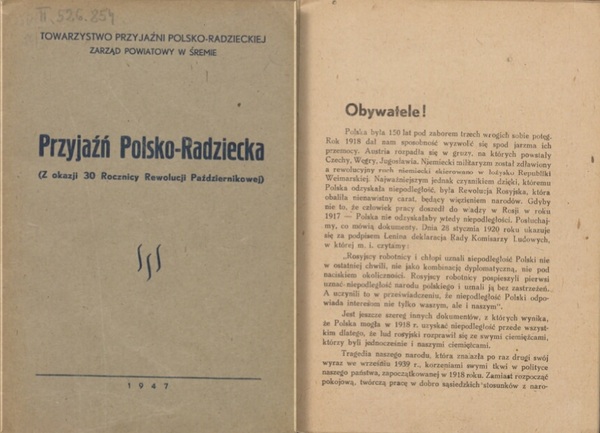 II 526.854
TOWARZYSTWO PRZYJAŹNI POLSKO-RADZIECKIEJ
ZARZĄD POWIATOWY W ŚREMIE
Przyjaźń Polsko-Radziecka
(Z okazji 30 Rocznicy Rewolucji Październikowej)
1947
Obywatele!
Polska była 150 lat pod zaborem trzech wrogich sobie potęg.
Rok 1918 dał nam sposobność wyzwolić się spod jarzma ich
przemocy. Austria rozpadła się w gruzy, na których powstały
Czechy, Węgry, Jugosławia. Niemiecki militaryzm został zdławiony
a rewolucyjny ruch niemiecki skierowano w łożysko Republiki
Weimarskiej. Najważniejszym jednak czynnikiem dzięki, któremu
Polska odzyskała niepodległość, była Rewolucja Rosyjska, która
obaliła nienawistny carat, będący więzieniem narodów. Gdyby
nie to, że człowiek pracy doszedł do władzy w Rosji w roku
1917 — Polska nie odzyskałaby wtedy niepodległości. Posłuchaj-
my, co mówią dokumenty. Dnia 28 stycznia 1920 roku okazuje
się za podpisem Lenina deklaracja Rady Komisarzy Ludowych,
w której m. i. czytamy:
„Rosyjscy robotnicy i chłopi uznali niepodległość Polski nie
w ostatniej chwili, nie jako kombinację dyplomatyczną, nie pod
naciskiem okoliczności. Rosyjscy robotnicy pospieszyli pierwsi
uznać niepodległość narodu polskiego i uznali ją bez zastrzeżeń.
A uczynili to w przeświadczeniu, że niepodległość Polski odpo-
wiada interesom nie tylko waszym, ale i naszym".
Jest jeszcze szereg innych dokumentów, z których wynika,
że Polska mogła w 1918 r. uzyskać niepodległość przede wszyst-
kim dlatego, że lud rosyjski rozprawił się ze swymi ciemiężcami,
którzy byli jednocześnie i naszymi ciemiężcami.
Tragedia naszego narodu, która znalazła po raz drugi swój
wyraz we wrześniu 1939 r., korzeniami swymi tkwi w polityce
naszego państwa, zapoczątkowanej w 1918 roku. Zamiast rozpocząć
pokojową, twórczą pracę w dobro sąsiedzkich stosunków z naro-